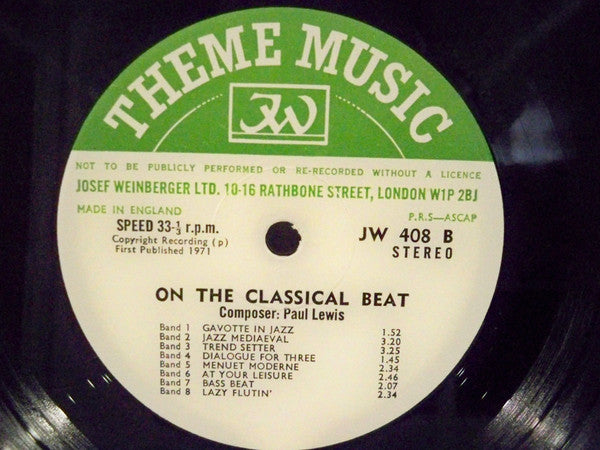 THEME MUSIC
JW
NOT TO BE PUBLICLY PERFORMED OR RE-RECORDED WITHOUT A LICENCE
JOSEF WEINBERGER LTD. 10-16 RATHBONE STREET, LONDON W1P 2BJ
MADE IN ENGLAND
P.R.S—ASCAP
SPEED 33-⅓ r.p.m.
JW 408 B
Copyright Recording (p)
STEREO
First Published 1971
ON THE CLASSICAL BEAT
Composer: Paul Lewis
Band 1 GAVOTTE IN JAZZ 1.52
Band 2 JAZZ MEDIAEVAL 3.20
Band 3 TREND SETTER 3.25
Band 4 DIALOGUE FOR THREE 1.45
Band 5 MENUET MODERNE 2.34
Band 6 AT YOUR LEISURE 2.46
Band 7 BASS BEAT 2.07
Band 8 LAZY FLUTIN' 2.34